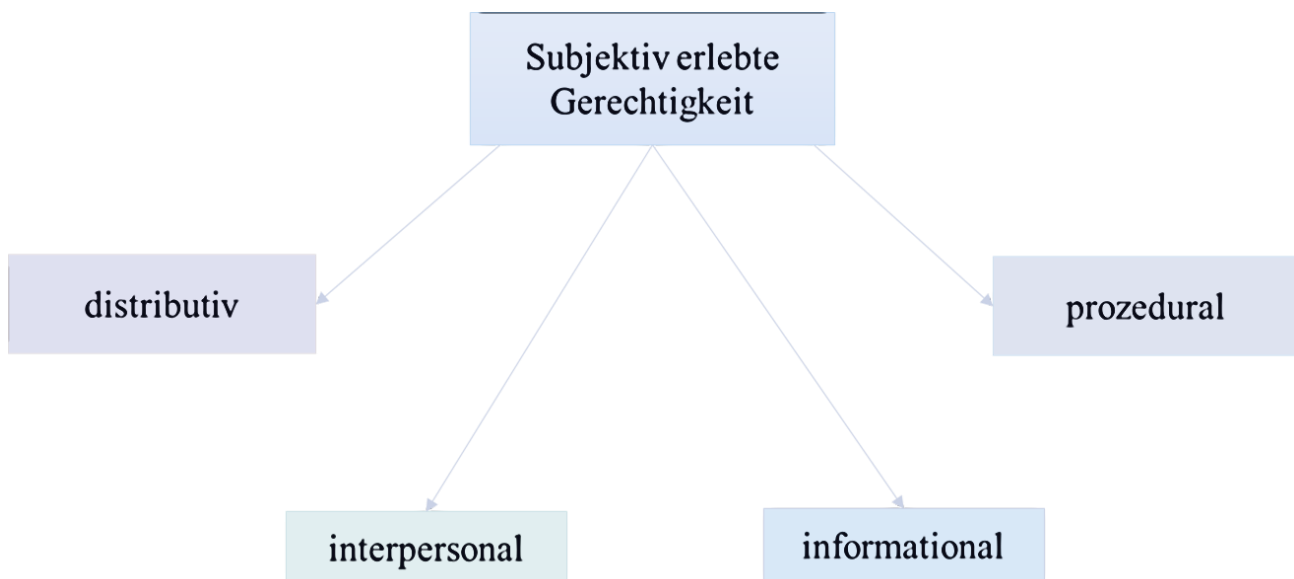 Subjektiv erlebte
Gerechtigkeit
distributiv
prozedural
interpersonal
informational